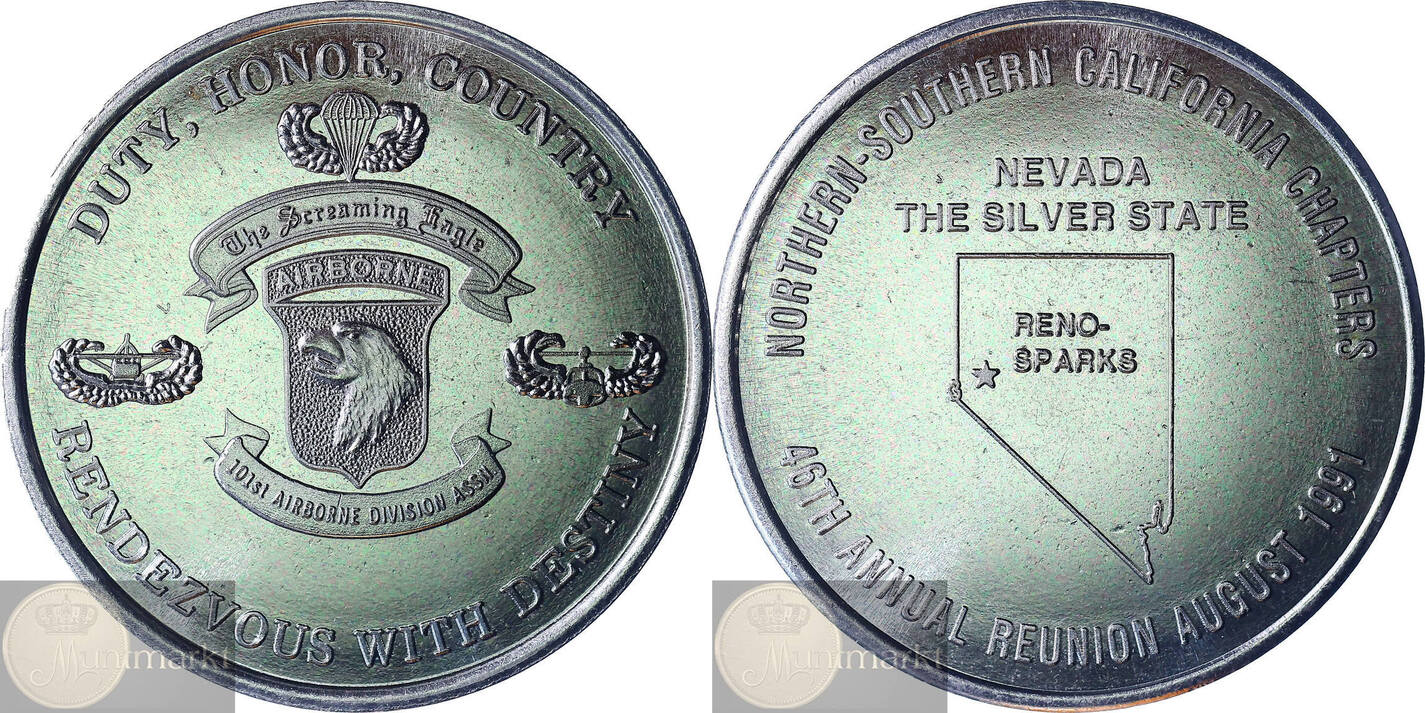 DUTY, HONOR, COUNTRY
The Screaming Eagle
AIRBORNE
101st AIRBORNE DIVISION ASSN
RENDEZVOUS WITH DESTINY
Muntmarkt
NORTHERN-SOUTHERN CALIFORNIA CHAPTERS
NEVADA
THE SILVER STATE
RENO-
SPARKS
46TH ANNUAL REUNION AUGUST 1991
Muntmarkt